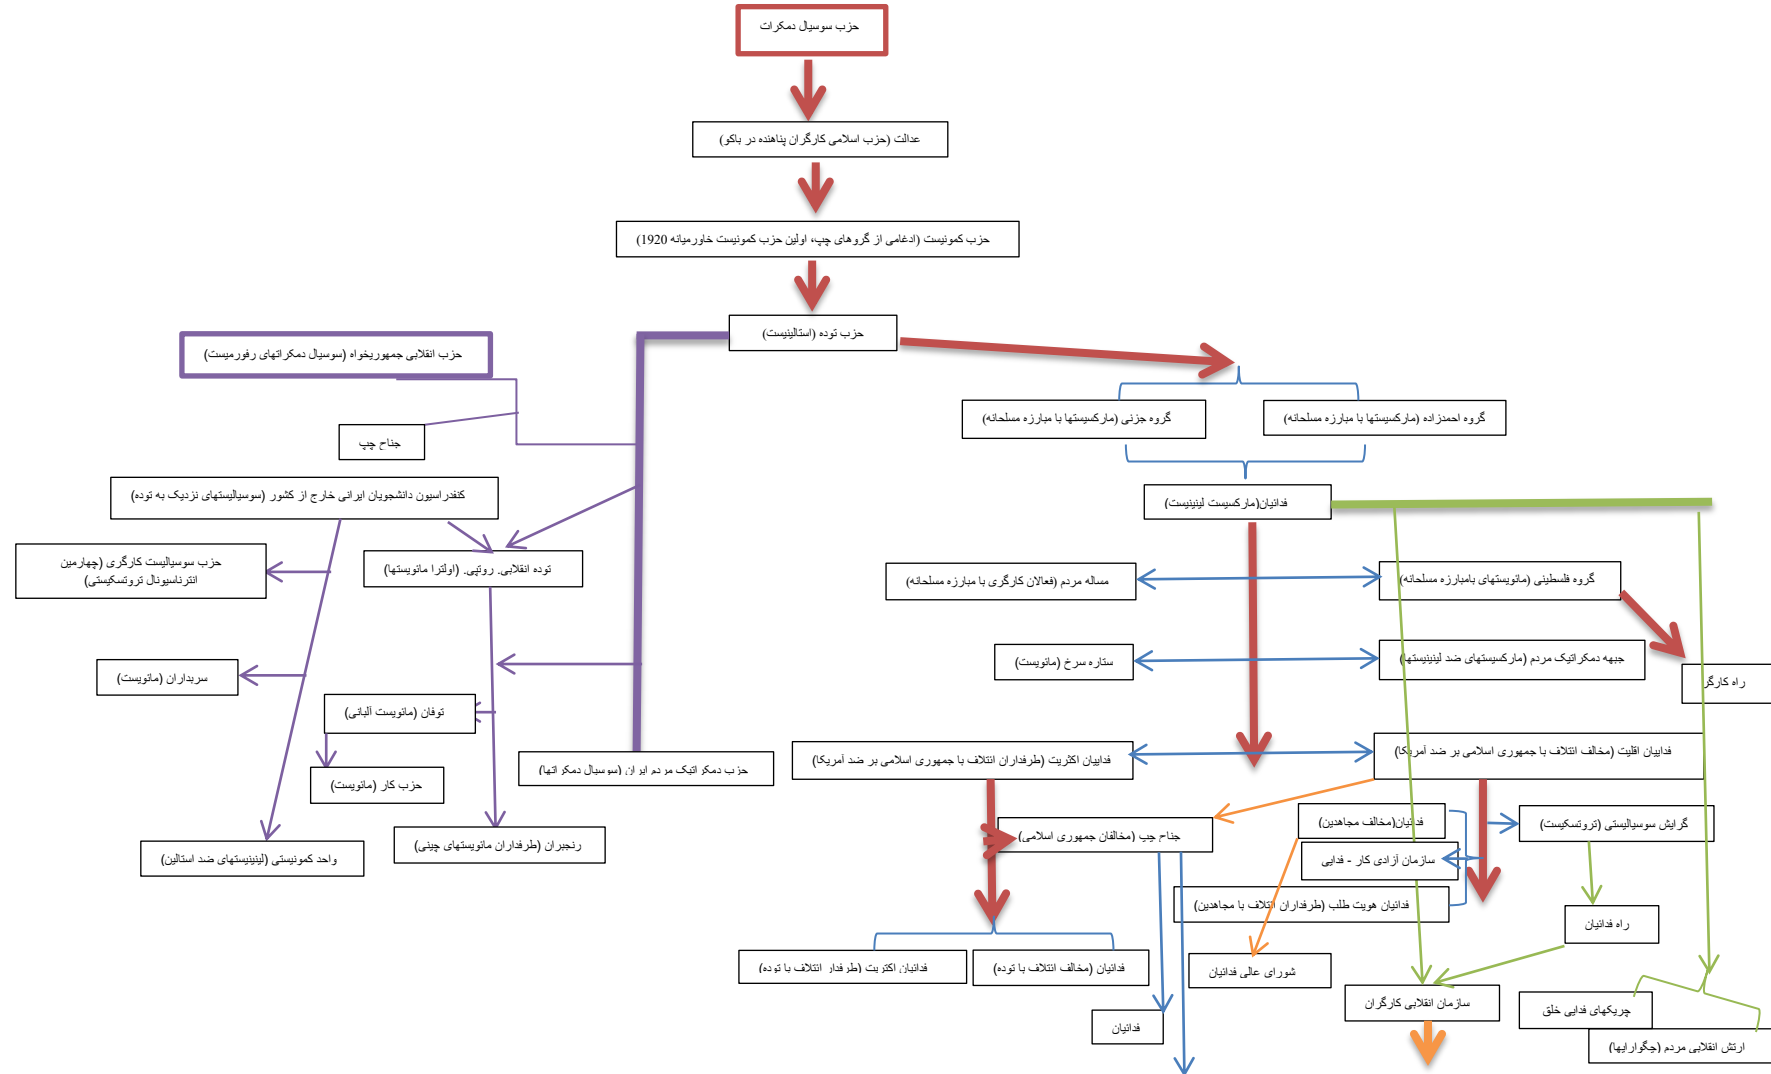 حزب سوسیال دمکرات
عدالت (حزب اسلامی کارگران پناهنده در باکو)
حزب کمونیست (ادغامی از گروهای چپ، اولین حزب کمونیست خاورمیانه 1920)
حزب توده (استالینیست)
حزب انقلابی جمهوریخواه (سوسیال دمکراتهای رفورمیست)
گروه احمدزاده (مارکسیستها با مبارزه مسلحانه)
گروه جزنی (مارکسیستها با مبارزه مسلحانه)
جناح چپ
کنفدراسیون دانشجویان ایرانی خارج از کشور (سوسیالیستهای نزدیک به توده)
فدائیان(مارکسیست لنینیست)
حزب سوسیالیست کارگری (چهارمین
انترناسیونال تروتسکیستی)
توده انقلابی. روتپی. (اولترا مائویستها)
مساله مردم (فعالان کارگری با مبارزه مسلحانه)
گروه فلسطینی (مائویستهای بامبارزه مسلحانه)
ستاره سرخ (مائویست)
جبهه دمکراتیک مردم (مارکسیستهای ضد لنینیستها)
راه کارگر
سربداران (مائویست)
توفان (مائویست آلبانی)
حزب کار (مائویست)
حزب دمکراتیک مردم ایران (سوسیال دمکراتها)
فداییان اکثریت (طرفداران ائتلاف با جمهوری اسلامی بر ضد آمریکا)
فداییان اقلیت (مخالف ائتلاف با جمهوری اسلامی بر ضد آمریکا)
واحد کمونیستی (لنینیستهای ضد استالین)
رنجبران (طرفداران مائویستهای چینی)
جناح چپ (مخالفان جمهوری اسلامی)
فدائیان(مخالف مجاهدین)
گرایش سوسیالیستی (تروتسکیست)
سازمان آزادی کار - فدایی
فدائیان هویت طلب (طرفداران ائتلاف با مجاهدین)
راه فدائیان
فدائیان اکثریت (طرفدار ائتلاف با توده)
فدائیان (مخالف ائتلاف با توده)
شورای عالی فدائیان
سازمان انقلابی کارگران
چریکهای فدایی خلق
فدائیان
ارتش انقلابی مردم (چگوارایها)